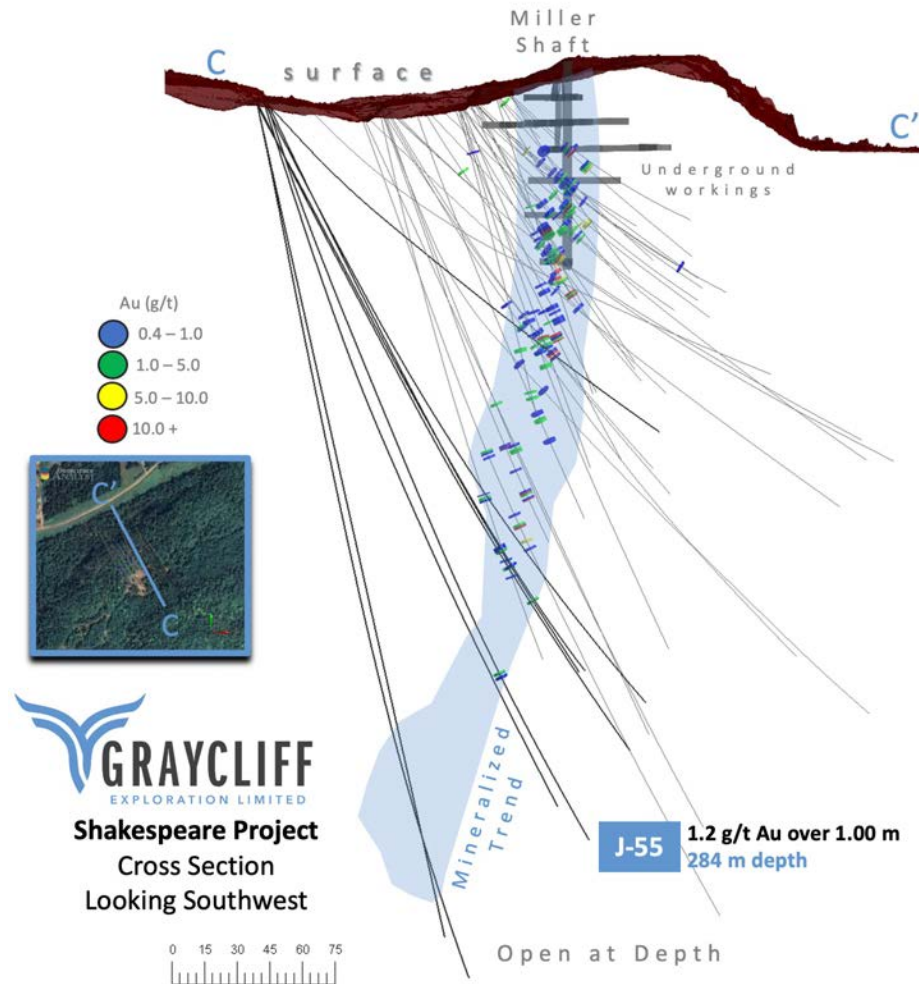 Miller
Shaft
C
surface
C'
Underground
workings
Au (g/t)
0.4 – 1.0
1.0 – 5.0
5.0 – 10.0
10.0 +
C'
C
GRAYCLIFF
EXPLORATION LIMITED
Shakespeare Project
Cross Section
Looking Southwest
Mineralized
Trend
J-55
1.2 g/t Au over 1.00 m
284 m depth
0 15 30 45 60 75
Open at Depth